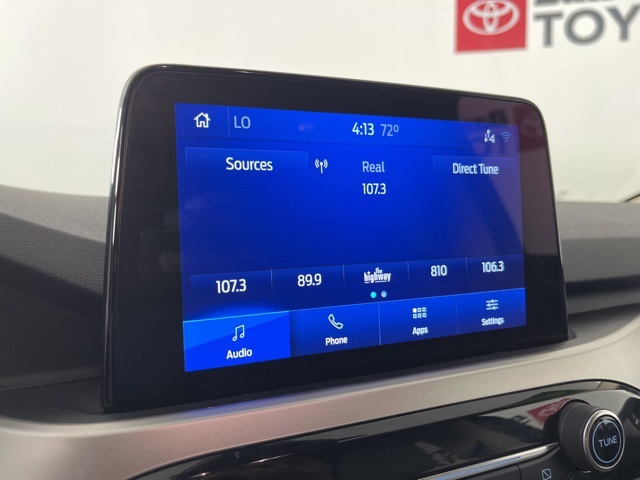 TOY
LO
4:13 72°
Sources
Real
107.3
Direct Tune
107.3
89.9
the highway
810
106.3
Audio
Phone
Apps
Settings
TUNE